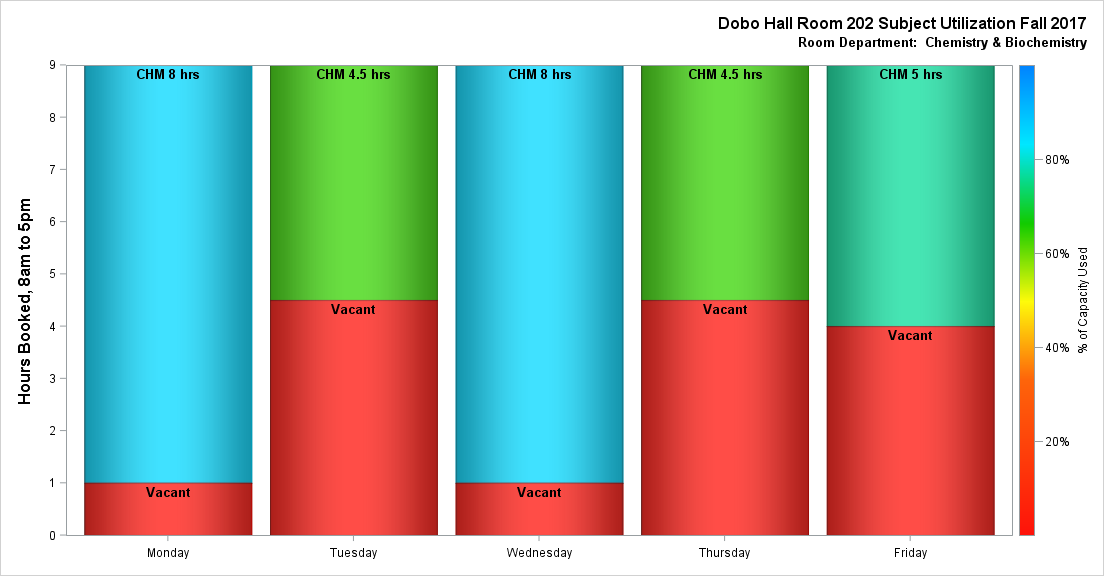 Dobo Hall Room 202 Subject Utilization Fall 2017
Room Department:  Chemistry & Biochemistry
Hours Booked, 8am to 5pm
9
8
7
6
5
4
3
2
1
0
CHM 8 hrs
CHM 4.5 hrs
CHM 8 hrs
CHM 4.5 hrs
CHM 5 hrs
Vacant
Vacant
Vacant
Vacant
Vacant
Monday
Tuesday
Wednesday
Thursday
Friday
80%
60%
40%
20%
% of Capacity Used